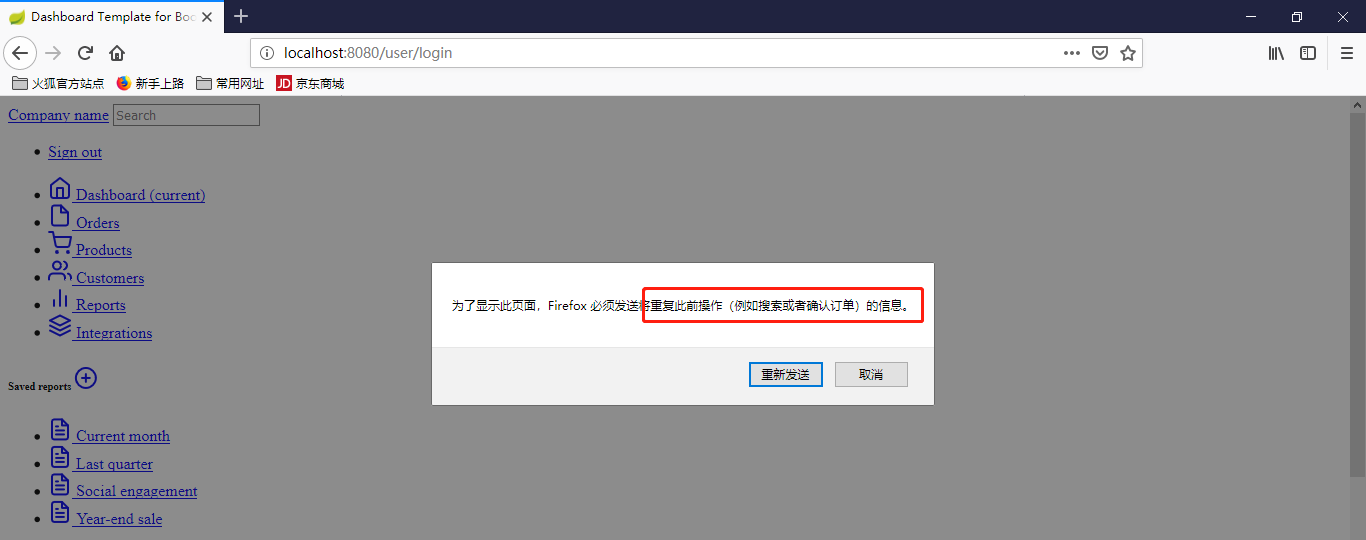 Dashboard Template for Boo
localhost:8080/user/login
火狐官方站点 新手上路 常用网址 JD 京东商城
Company name Search
Sign out
Dashboard (current)
Orders
Products
Customers
Reports
Integrations
Saved reports
Current month
Last quarter
Social engagement
Year-end sale
为了显示此页面,Firefox 必须发送将重复此前操作(例如搜索或者确认订单)的信息。
重新发送 取消